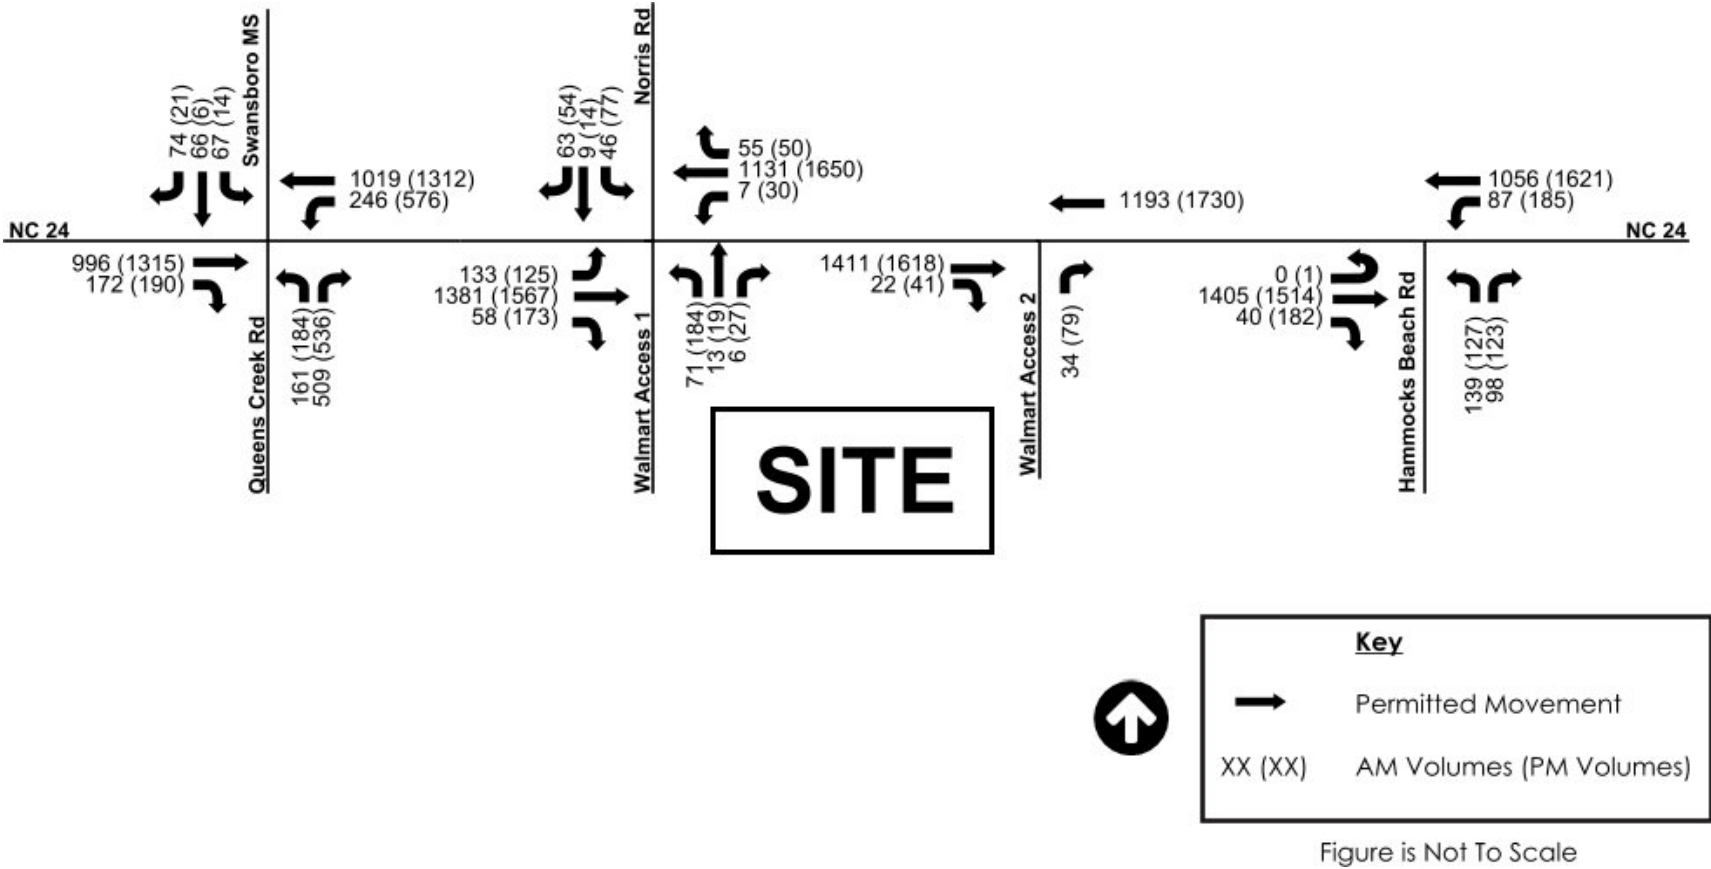 Swansboro MS
Norris Rd
74 (21)
66 (6)
67 (14)
63 (54)
9 (14)
46 (77)
55 (50)
1131 (1650)
7 (30)
1019 (1312)
246 (576)
1193 (1730)
1056 (1621)
87 (185)
NC 24
NC 24
996 (1315)
172 (190)
133 (125)
1381 (1567)
58 (173)
1411 (1618)
22 (41)
0 (1)
1405 (1514)
40 (182)
161 (184)
509 (536)
71 (184)
13 (19)
6 (27)
34 (79)
139 (127)
98 (123)
Queens Creek Rd
Walmart Access 1
Walmart Access 2
Hammocks Beach Rd
SITE
Key
Permitted Movement
XX (XX) AM Volumes (PM Volumes)
Figure is Not To Scale